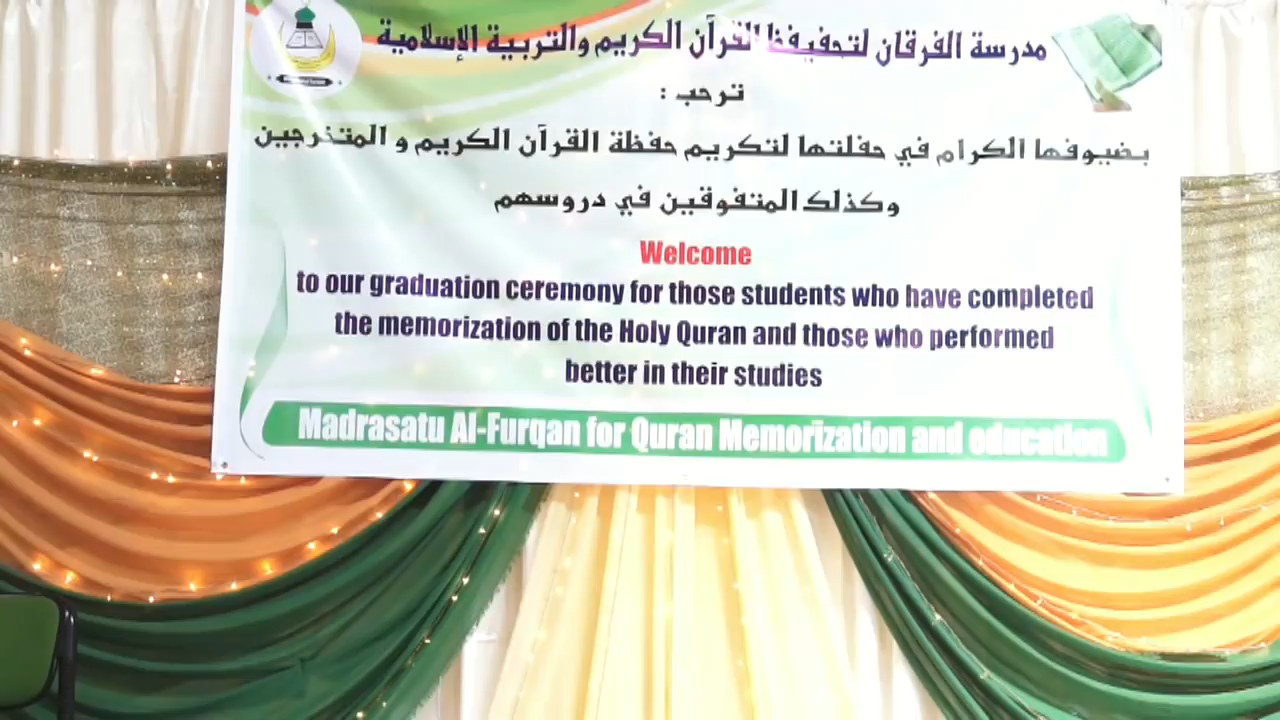 مدرسة الفرقان لتحفيفظ القرآن الكريم والتربية الإسلامية
ترحب :
بضيوفها الكرام في حفلتها لتكريم حفظة القرآن الكريم و المتخرجين
وكذلك المتفوقين في دروسهم
Welcome
to our graduation ceremony for those students who have completed
the memorization of the Holy Quran and those who performed
better in their studies
Madrasatu Al-Furqan for Quran Memorization and education